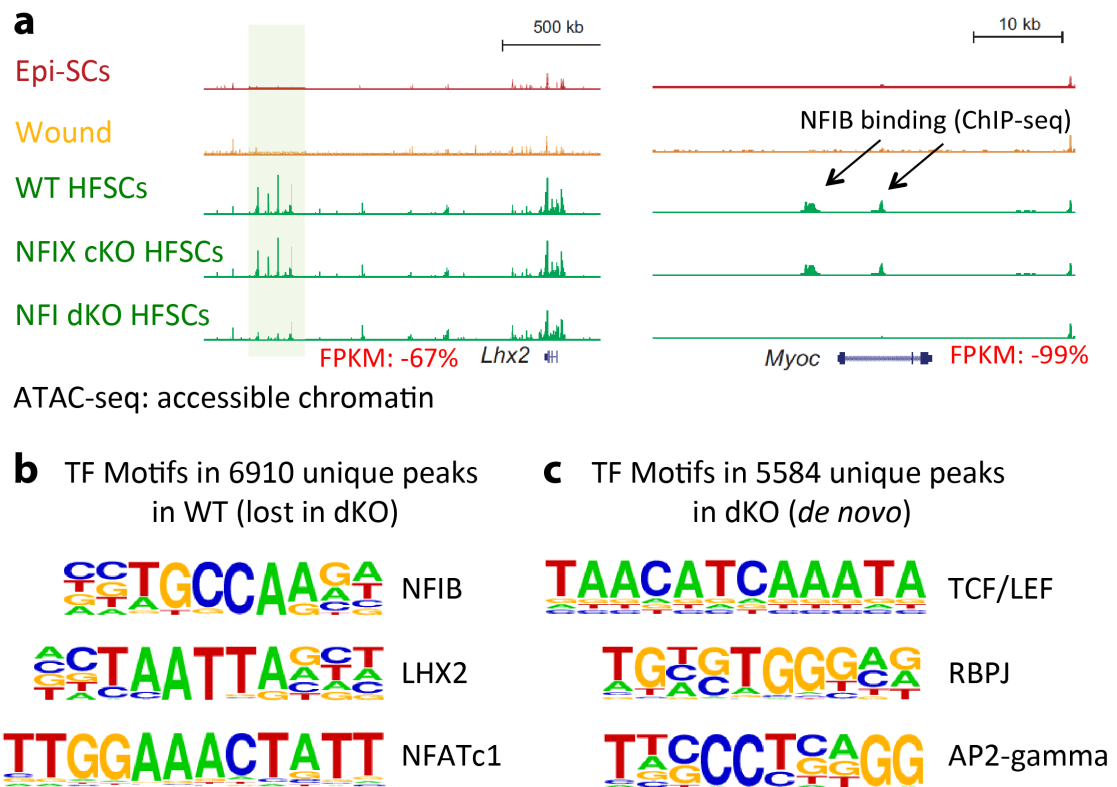 a
500 kb
10 kb
Epi-SCs
Wound
NFIB binding (ChIP-seq)
WT HFSCs
NFIX cKO HFSCs
NFI dKO HFSCs
FPKM: -67%
Lhx2
Myoc
FPKM: -99%
ATAC-seq: accessible chromatin
b TF Motifs in 6910 unique peaks
in WT (lost in dKO)
c TF Motifs in 5584 unique peaks
in dKO (de novo)
NFIB
LHX2
NFATc1
TAACATCAAATA
TCF/LEF
RBPJ
AP2-gamma